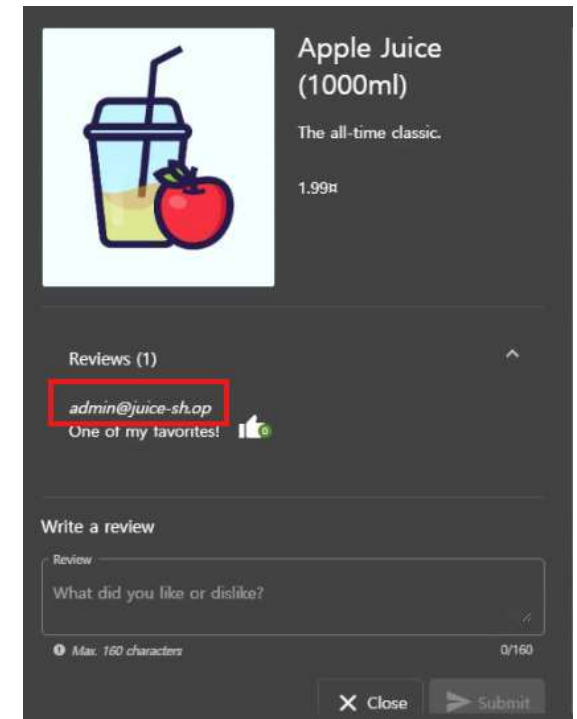 Apple Juice
(1000ml)
The all-time classic.
1.99¤
Reviews (1)
admin@juice-sh.op
One of my favorites!
0
Write a review
Review
What did you like or dislike?
Max. 160 characters
0/160
Close
Submit